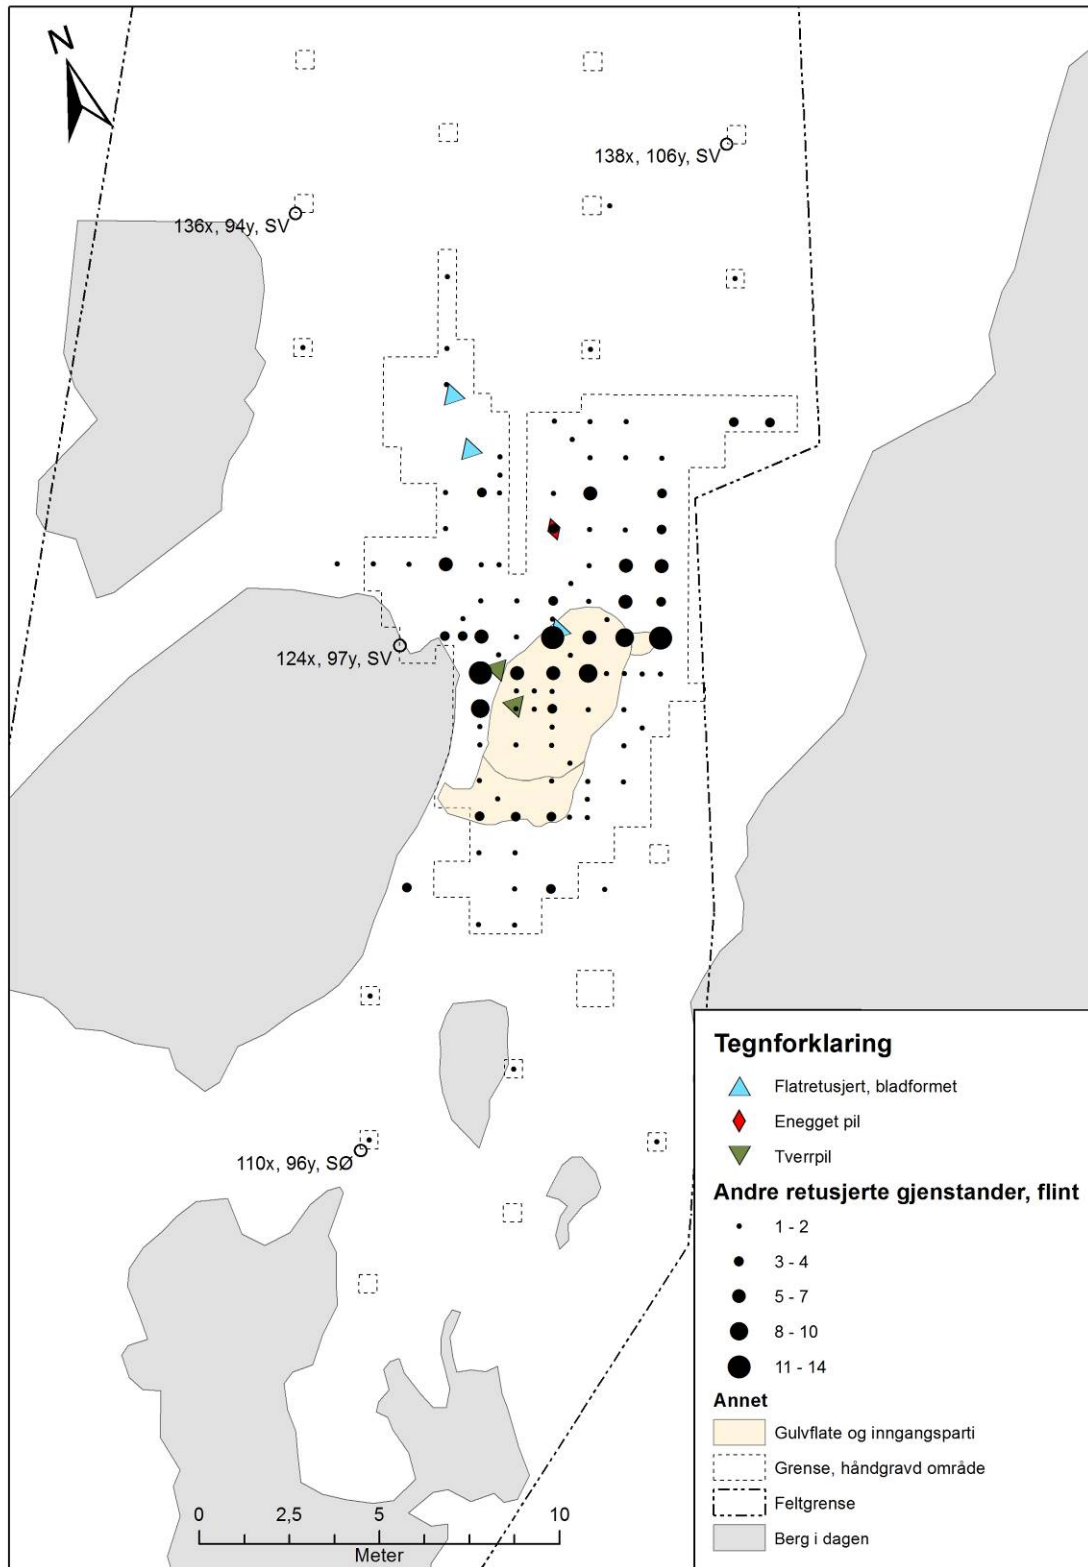 N
138x, 106y, SV
136x, 94y, SV
124x, 97y, SV
110x, 96y, SØ
Tegnforklaring
Flatretusjert, bladformet
Enegget pil
Tverrpil
Andre retusjerte gjenstander, flint
1 - 2
3 - 4
5 - 7
8 - 10
11 - 14
Annet
Gulvflate og inngangsparti
Grense, håndgravd område
Feltgrense
Berg i dagen
0 2,5 5 10
Meter